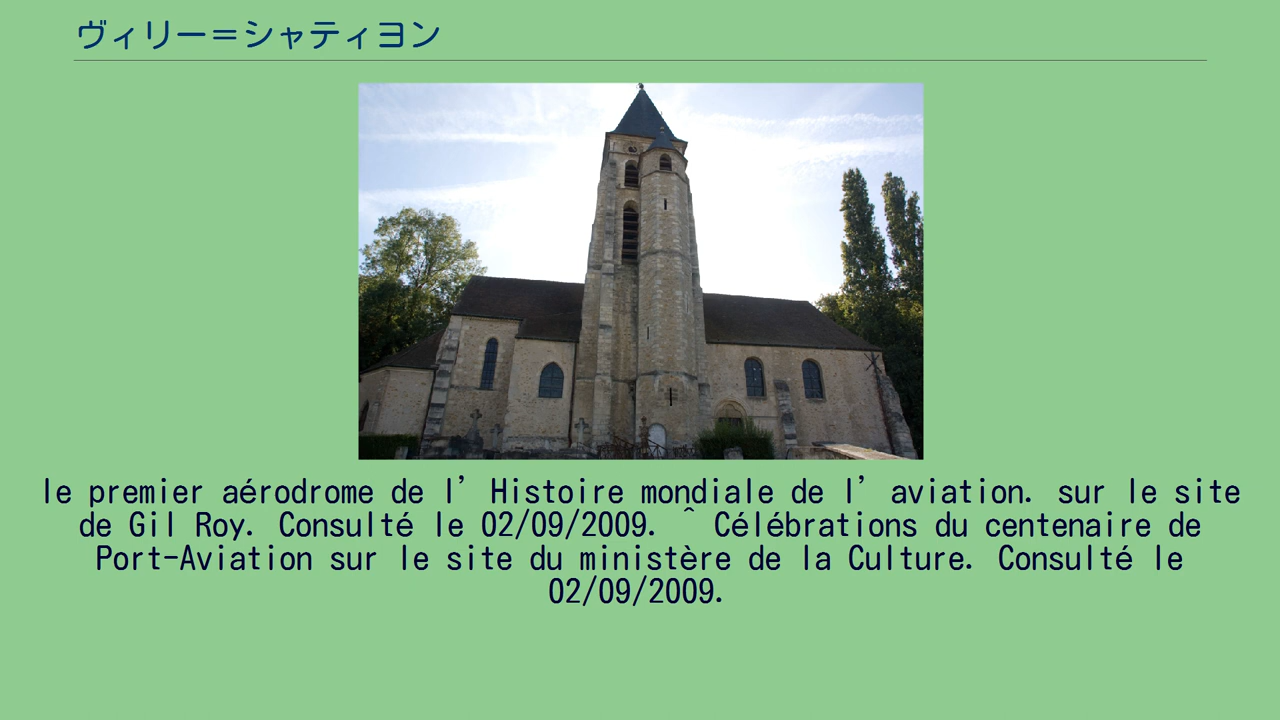 ヴィリー＝シャティヨン
le premier aérodrome de l’Histoire mondiale de l’aviation. sur le site
de Gil Roy. Consulté le 02/09/2009. ^ Célébrations du centenaire de
Port-Aviation sur le site du ministère de la Culture. Consulté le
02/09/2009.